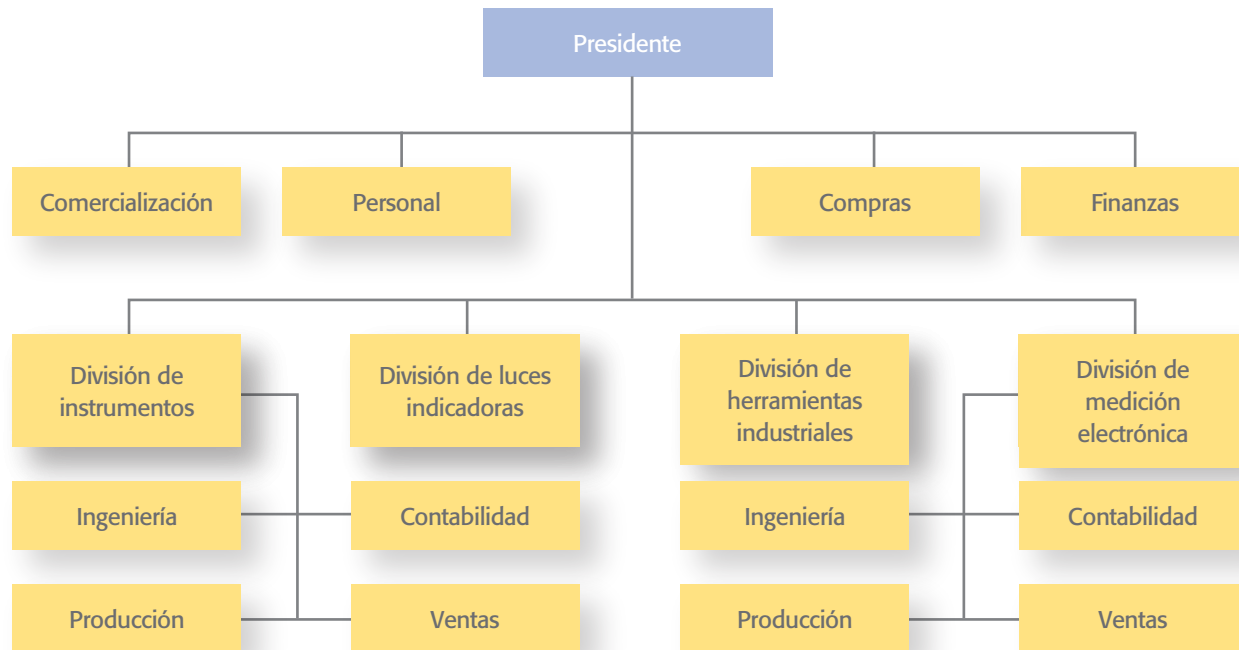 Presidente
Comercialización
Personal
Compras
Finanzas
División de
instrumentos
División de luces
indicadoras
División de
herramientas
industriales
División de
medición
electrónica
Ingeniería
Contabilidad
Ingeniería
Contabilidad
Producción
Ventas
Producción
Ventas